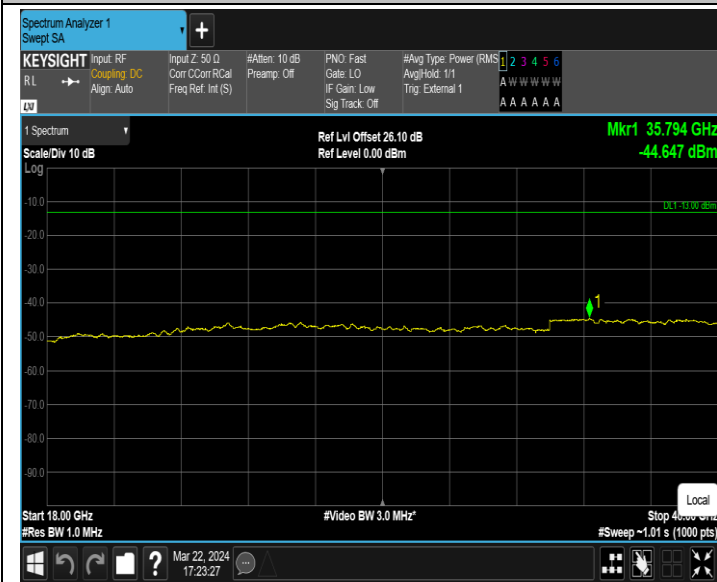 Spectrum Analyzer 1
Swept SA
+
KEYSIGHT
RL
LXI
Input: RF
Coupling: DC
Align: Auto
Input Z: 50 Ω
Corr CCorr RCal
Freq Ref: Int (S)
#Atten: 10 dB
Preamp: Off
PNO: Fast
Gate: LO
IF Gain: Low
Sig Track: Off
#Avg Type: Power (RMS
Avg|Hold: 1/1
Trig: External 1
1 2 3 4 5 6
A W W W W W
A A A A A A
1 Spectrum
Scale/Div 10 dB
Log
Ref Lvl Offset 26.10 dB
Ref Level 0.00 dBm
Mkr1 35.794 GHz
-44.647 dBm
DL1 -13.00 dBm
-10.0
-20.0
-30.0
-40.0
1
-50.0
-60.0
-70.0
-80.0
-90.0
Local
Start 18.00 GHz
#Res BW 1.0 MHz
#Video BW 3.0 MHz*
Stop 40.00 GHz
#Sweep ~1.01 s (1000 pts)
?
Mar 22, 2024
17:23:27